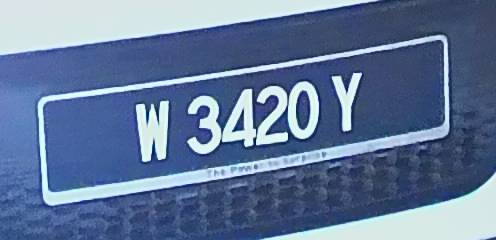 W 3420 Y
The Power to Surprise